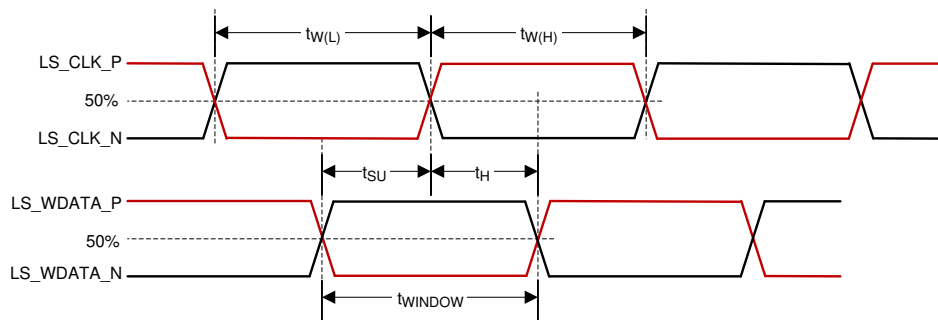 tW(L)
tW(H)
LS_CLK_P
50%
LS_CLK_N
tSU
tH
LS_WDATA_P
50%
LS_WDATA_N
tWINDOW